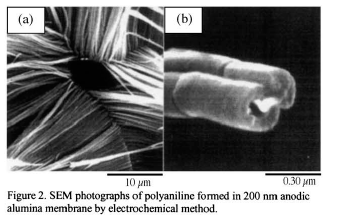 (a)
(b)
10 μm
0.30 μm
Figure 2. SEM photographs of polyaniline formed in 200 nm anodic
alumina membrane by electrochemical method.